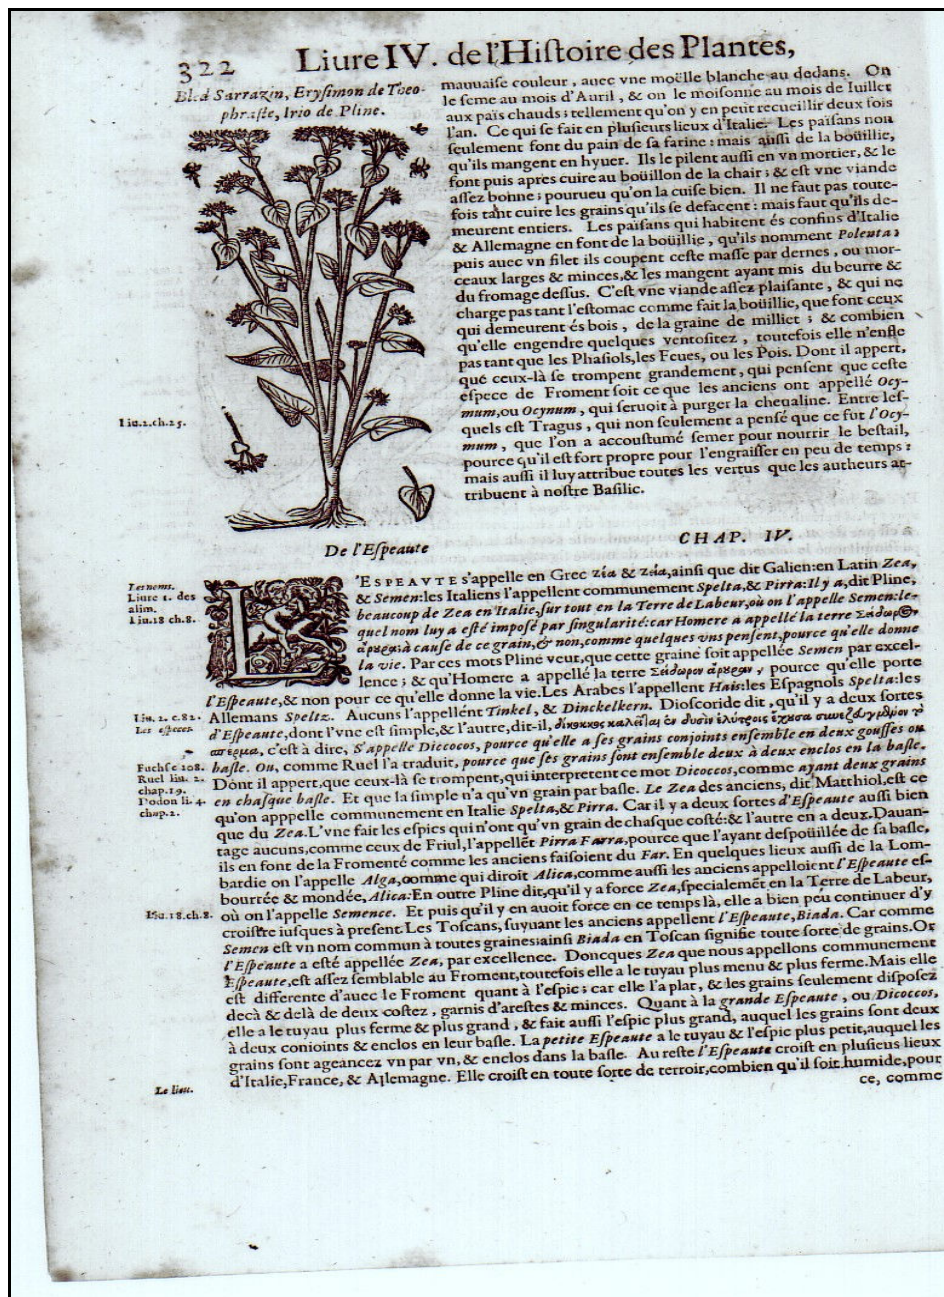 322 Liure IV. de l'Hiſtoire des Plantes,
Bled Sarrazin, Eryſimon de Theo-
phraſte, Irio de Pline.
mauuaiſe couleur, auec vne moëlle blanche au dedans. On
le ſeme au mois d'Auril, & on le moiſonne au mois de Iuillet
aux païs chauds; tellement qu'on y en peut recueillir deux fois
l'an. Ce qui ſe fait en pluſieurs lieux d'Italie. Les païſans non
ſeulement font du pain de ſa farine: mais auſſi de la boüillie,
qu'ils mangent en hyuer. Ils le pilent auſſi en vn mortier, & le
font puis apres cuire au boüillon de la chair; & eſt vne viande
aſſez bonne; pourueu qu'on la cuiſe bien. Il ne faut pas toute-
fois tant cuire les grains qu'ils ſe defacent: mais faut qu'ils de-
meurent entiers. Les païſans qui habitent és confins d'Italie
& Allemagne en font de la boüillie, qu'ils nomment Polenta:
puis auec vn filet ils coupent ceſte maſſe par dernes, ou mor-
ceaux larges & minces, & les mangent ayant mis du beurre &
du fromage deſſus. C'eſt vne viande aſſez plaiſante, & qui ne
charge pas tant l'eſtomac comme fait la boüillie, que font ceux
qui demeurent és bois, de la graine de milliet; & combien
qu'elle engendre quelques ventoſitez, toutefois elle n'enfle
pas tant que les Phaſiols, les Feues, ou les Pois. Dont il appert,
que ceux-là ſe trompent grandement, qui penſent que ceſte
eſpece de Froment ſoit ce que les anciens ont appellé Ocy-
mum, ou Ocynum, qui ſeruoit à purger la cheualine. Entre leſ-
quels eſt Tragus, qui non ſeulement a penſé que ce fut l'Ocy-
mum, que l'on a accouſtumé ſemer pour nourrir le beſtail,
pource qu'il eſt fort propre pour l'engraiſſer en peu de temps:
mais auſſi il luy attribue toutes les vertus que les autheurs at-
tribuent à noſtre Baſilic.
Liu.2.ch.25.
De l'Eſpeaute CHAP. IV.
Les noms.
Liure 1. des
alim.
Liu.18 ch.8.
L'ESPEAVTE s'appelle en Grec ζία & ζειά, ainſi que dit Galien: en Latin Zea,
& Semen: les Italiens l'appellent communement Spelta, & Pirra: Il y a, dit Pline,
beaucoup de Zea en Italie, ſur tout en la Terre de Labeur, où on l'appelle Semen: le-
quel nom luy a eſté impoſé par ſingularité: car Homere a appellé la terre ζείδωρος
ἄρουρα: à cauſe de ce grain, & non, comme quelques vns penſent, pource qu'elle donne
la vie. Par ces mots Pline veut, que cette graine ſoit appellée Semen par excel-
lence; & qu'Homere a appellé la terre ζείδωρον ἄρουραν, pource qu'elle porte
l'Eſpeaute, & non pour ce qu'elle donne la vie. Les Arabes l'appellent Hais: les Eſpagnols Spelta: les
Allemans Speltz. Aucuns l'appellent Tinkel, & Dinckelkern. Dioſcoride dit, qu'il y a deux ſortes
d'Eſpeaute, dont l'vne eſt ſimple, & l'autre, dit-il, δίκοκκος καλεῖται ἐν δυσὶν ἐλύτροις ἔχουσα συνεζευγμένον τὸ
σπέρμα, c'eſt à dire, S'appelle Diccocos, pource qu'elle a ſes grains conjoints enſemble en deux gouſſes ou
baſle. Ou, comme Ruel l'a traduit, pource que ſes grains ſont enſemble deux à deux enclos en la baſle.
Dont il appert, que ceux-là ſe trompent, qui interpretent ce mot Dicoccos, comme ayant deux grains
en chaſque baſle. Et que la ſimple n'a qu'vn grain par baſle. Le Zea des anciens, dit Matthiol, eſt ce
qu'on apppelle communement en Italie Spelta, & Pirra. Car il y a deux ſortes d'Eſpeaute auſſi bien
que du Zea. L'vne fait les eſpics qui n'ont qu'vn grain de chaſque coſté: & l'autre en a deux. Dauan-
tage aucuns, comme ceux de Friul, l'appellēt Pirra Farra, pource que l'ayant deſpoüillée de ſa baſle,
ils en font de la Fromenté comme les anciens faiſoient du Far. En quelques lieux auſſi de la Lom-
bardie on l'appelle Alga, comme qui diroit Alica, comme auſſi les anciens appelloient l'Eſpeaute eſ-
bourrée & mondée, Alica: En outre Pline dit, qu'il y a force Zea, ſpecialemēt en la Terre de Labeur,
où on l'appelle Semence. Et puis qu'il y en auoit force en ce temps là, elle a bien peu continuer d'y
croiſtre iuſques à preſent. Les Toſcans, ſuyuant les anciens appellent l'Eſpeaute, Biada. Car comme
Semen eſt vn nom commun à toutes graines: ainſi Biada en Toſcan ſignifie toute ſorte de grains. Or
l'Eſpeaute a eſté appellée Zea, par excellence. Doncques Zea que nous appellons communement
Eſpeaute, eſt aſſez ſemblable au Froment, toutefois elle a le tuyau plus menu & plus ferme. Mais elle
eſt differente d'auec le Froment quant à l'eſpic; car elle l'a plat, & les grains ſeulement diſpoſez
decà & delà de deux coſtez, garnis d'areſtes & minces. Quant à la grande Eſpeaute, ou Dicoccos,
elle a le tuyau plus ferme & plus grand, & fait auſſi l'eſpic plus grand, auquel les grains ſont deux
à deux conioints & enclos en leur baſle. La petite Eſpeaute a le tuyau & l'eſpic plus petit, auquel les
grains ſont ageancez vn par vn, & enclos dans la baſle. Au reſte l'Eſpeaute croiſt en pluſieus lieux
d'Italie, France, & Allemagne. Elle croiſt en toute ſorte de terroir, combien qu'il ſoit humide, pour
ce, comme
Liu. 2. c.82.
Les eſpeces
Fuchſe 108.
Ruel liu. 2.
chap.19.
Dodon li. 4.
chap.2.
Liu.18.ch.8.
Le lieu.